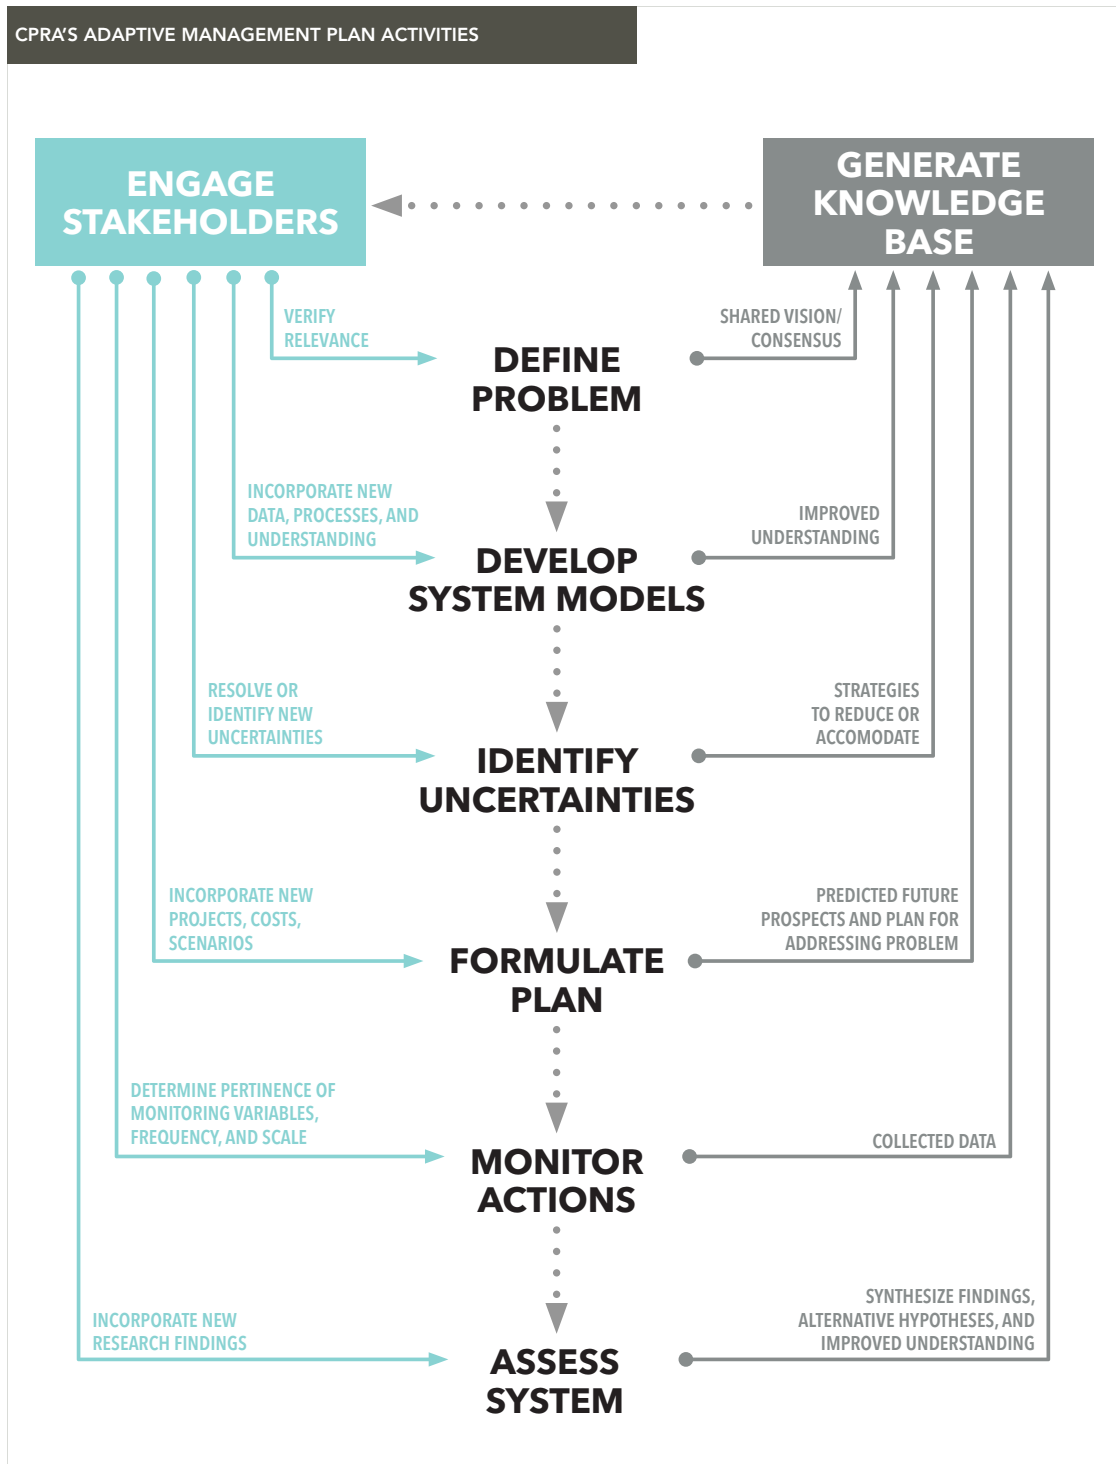 CPRA'S ADAPTIVE MANAGEMENT PLAN ACTIVITIES
ENGAGE
STAKEHOLDERS
GENERATE
KNOWLEDGE
BASE
VERIFY
RELEVANCE
SHARED VISION/
CONSENSUS
DEFINE
PROBLEM
INCORPORATE NEW
DATA, PROCESSES, AND
UNDERSTANDING
IMPROVED
UNDERSTANDING
DEVELOP
SYSTEM MODELS
RESOLVE OR
IDENTIFY NEW
UNCERTAINTIES
STRATEGIES
TO REDUCE OR
ACCOMODATE
IDENTIFY
UNCERTAINTIES
INCORPORATE NEW
PROJECTS, COSTS,
SCENARIOS
PREDICTED FUTURE
PROSPECTS AND PLAN FOR
ADDRESSING PROBLEM
FORMULATE
PLAN
DETERMINE PERTINENCE OF
MONITORING VARIABLES,
FREQUENCY, AND SCALE
COLLECTED DATA
MONITOR
ACTIONS
INCORPORATE NEW
RESEARCH FINDINGS
SYNTHESIZE FINDINGS,
ALTERNATIVE HYPOTHESES, AND
IMPROVED UNDERSTANDING
ASSESS
SYSTEM